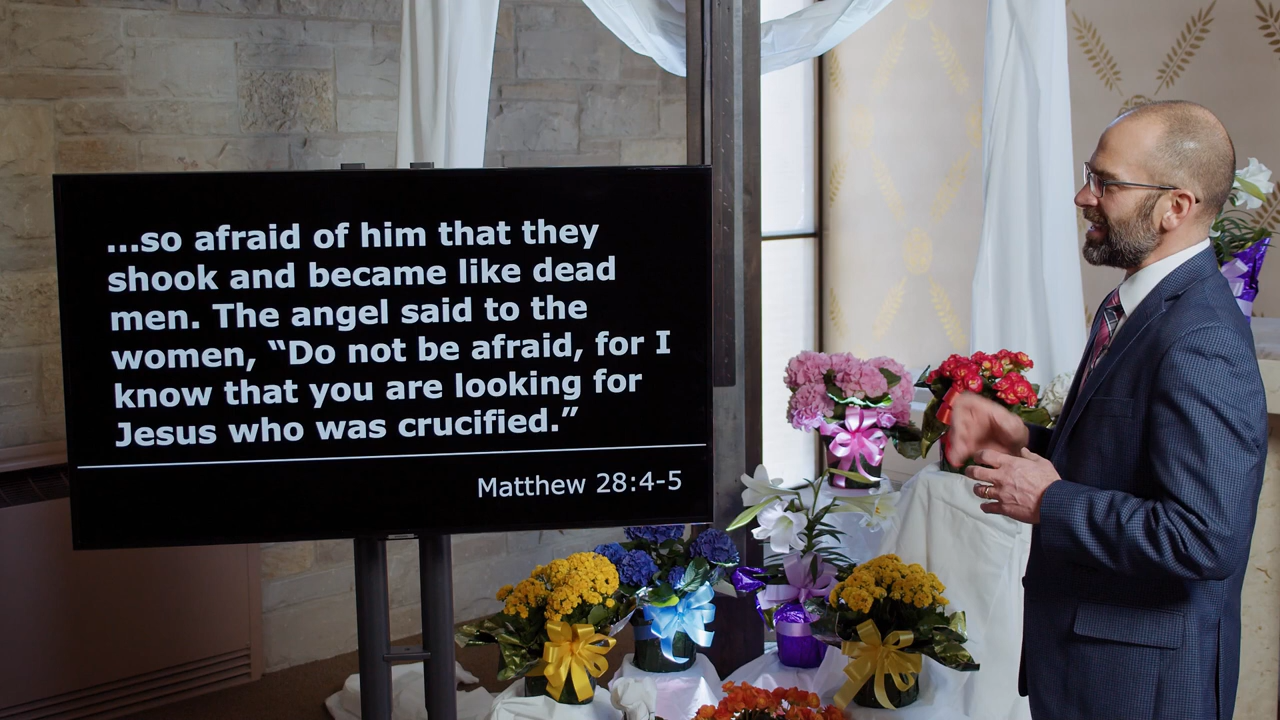 ...so afraid of him that they
shook and became like dead
men. The angel said to the
women, “Do not be afraid, for I
know that you are looking for
Jesus who was crucified.”
Matthew 28:4-5